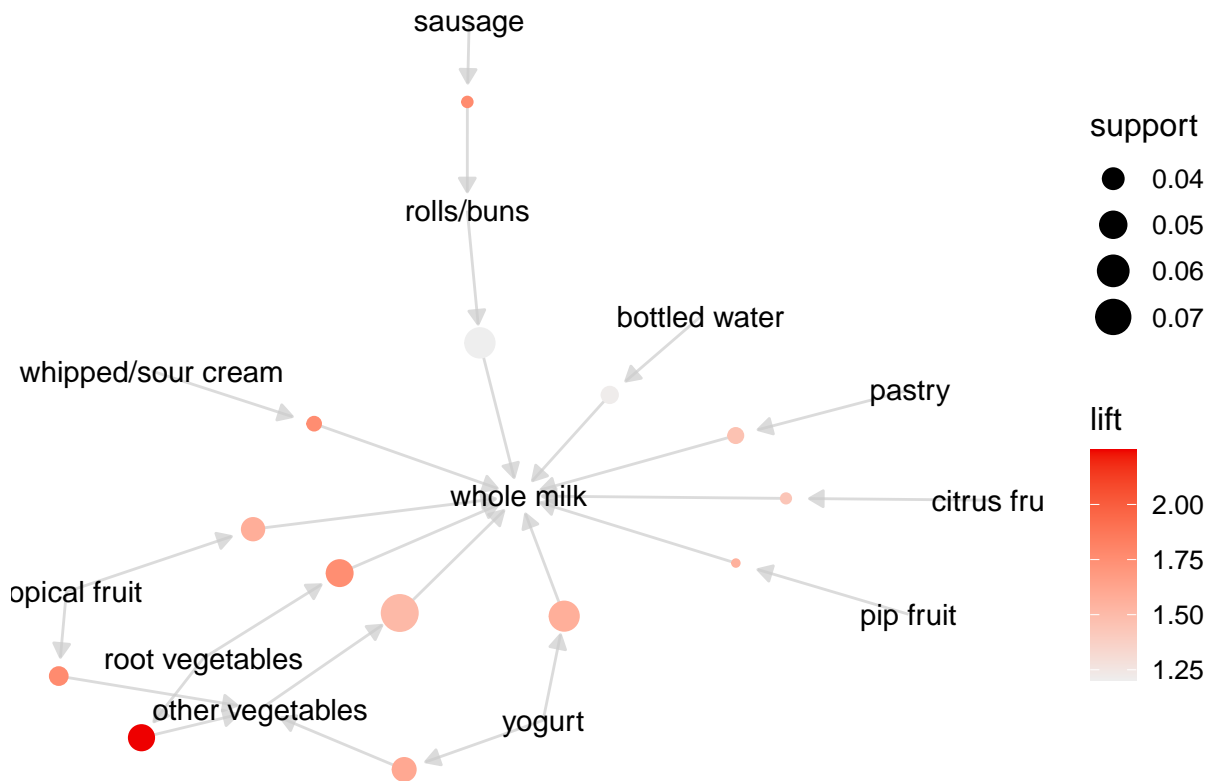 sausage
rolls/buns
bottled water
whipped/sour cream
pastry
whole milk
citrus fru
opical fruit
pip fruit
root vegetables
other vegetables
yogurt
support
0.04
0.05
0.06
0.07
lift
2.00
1.75
1.50
1.25